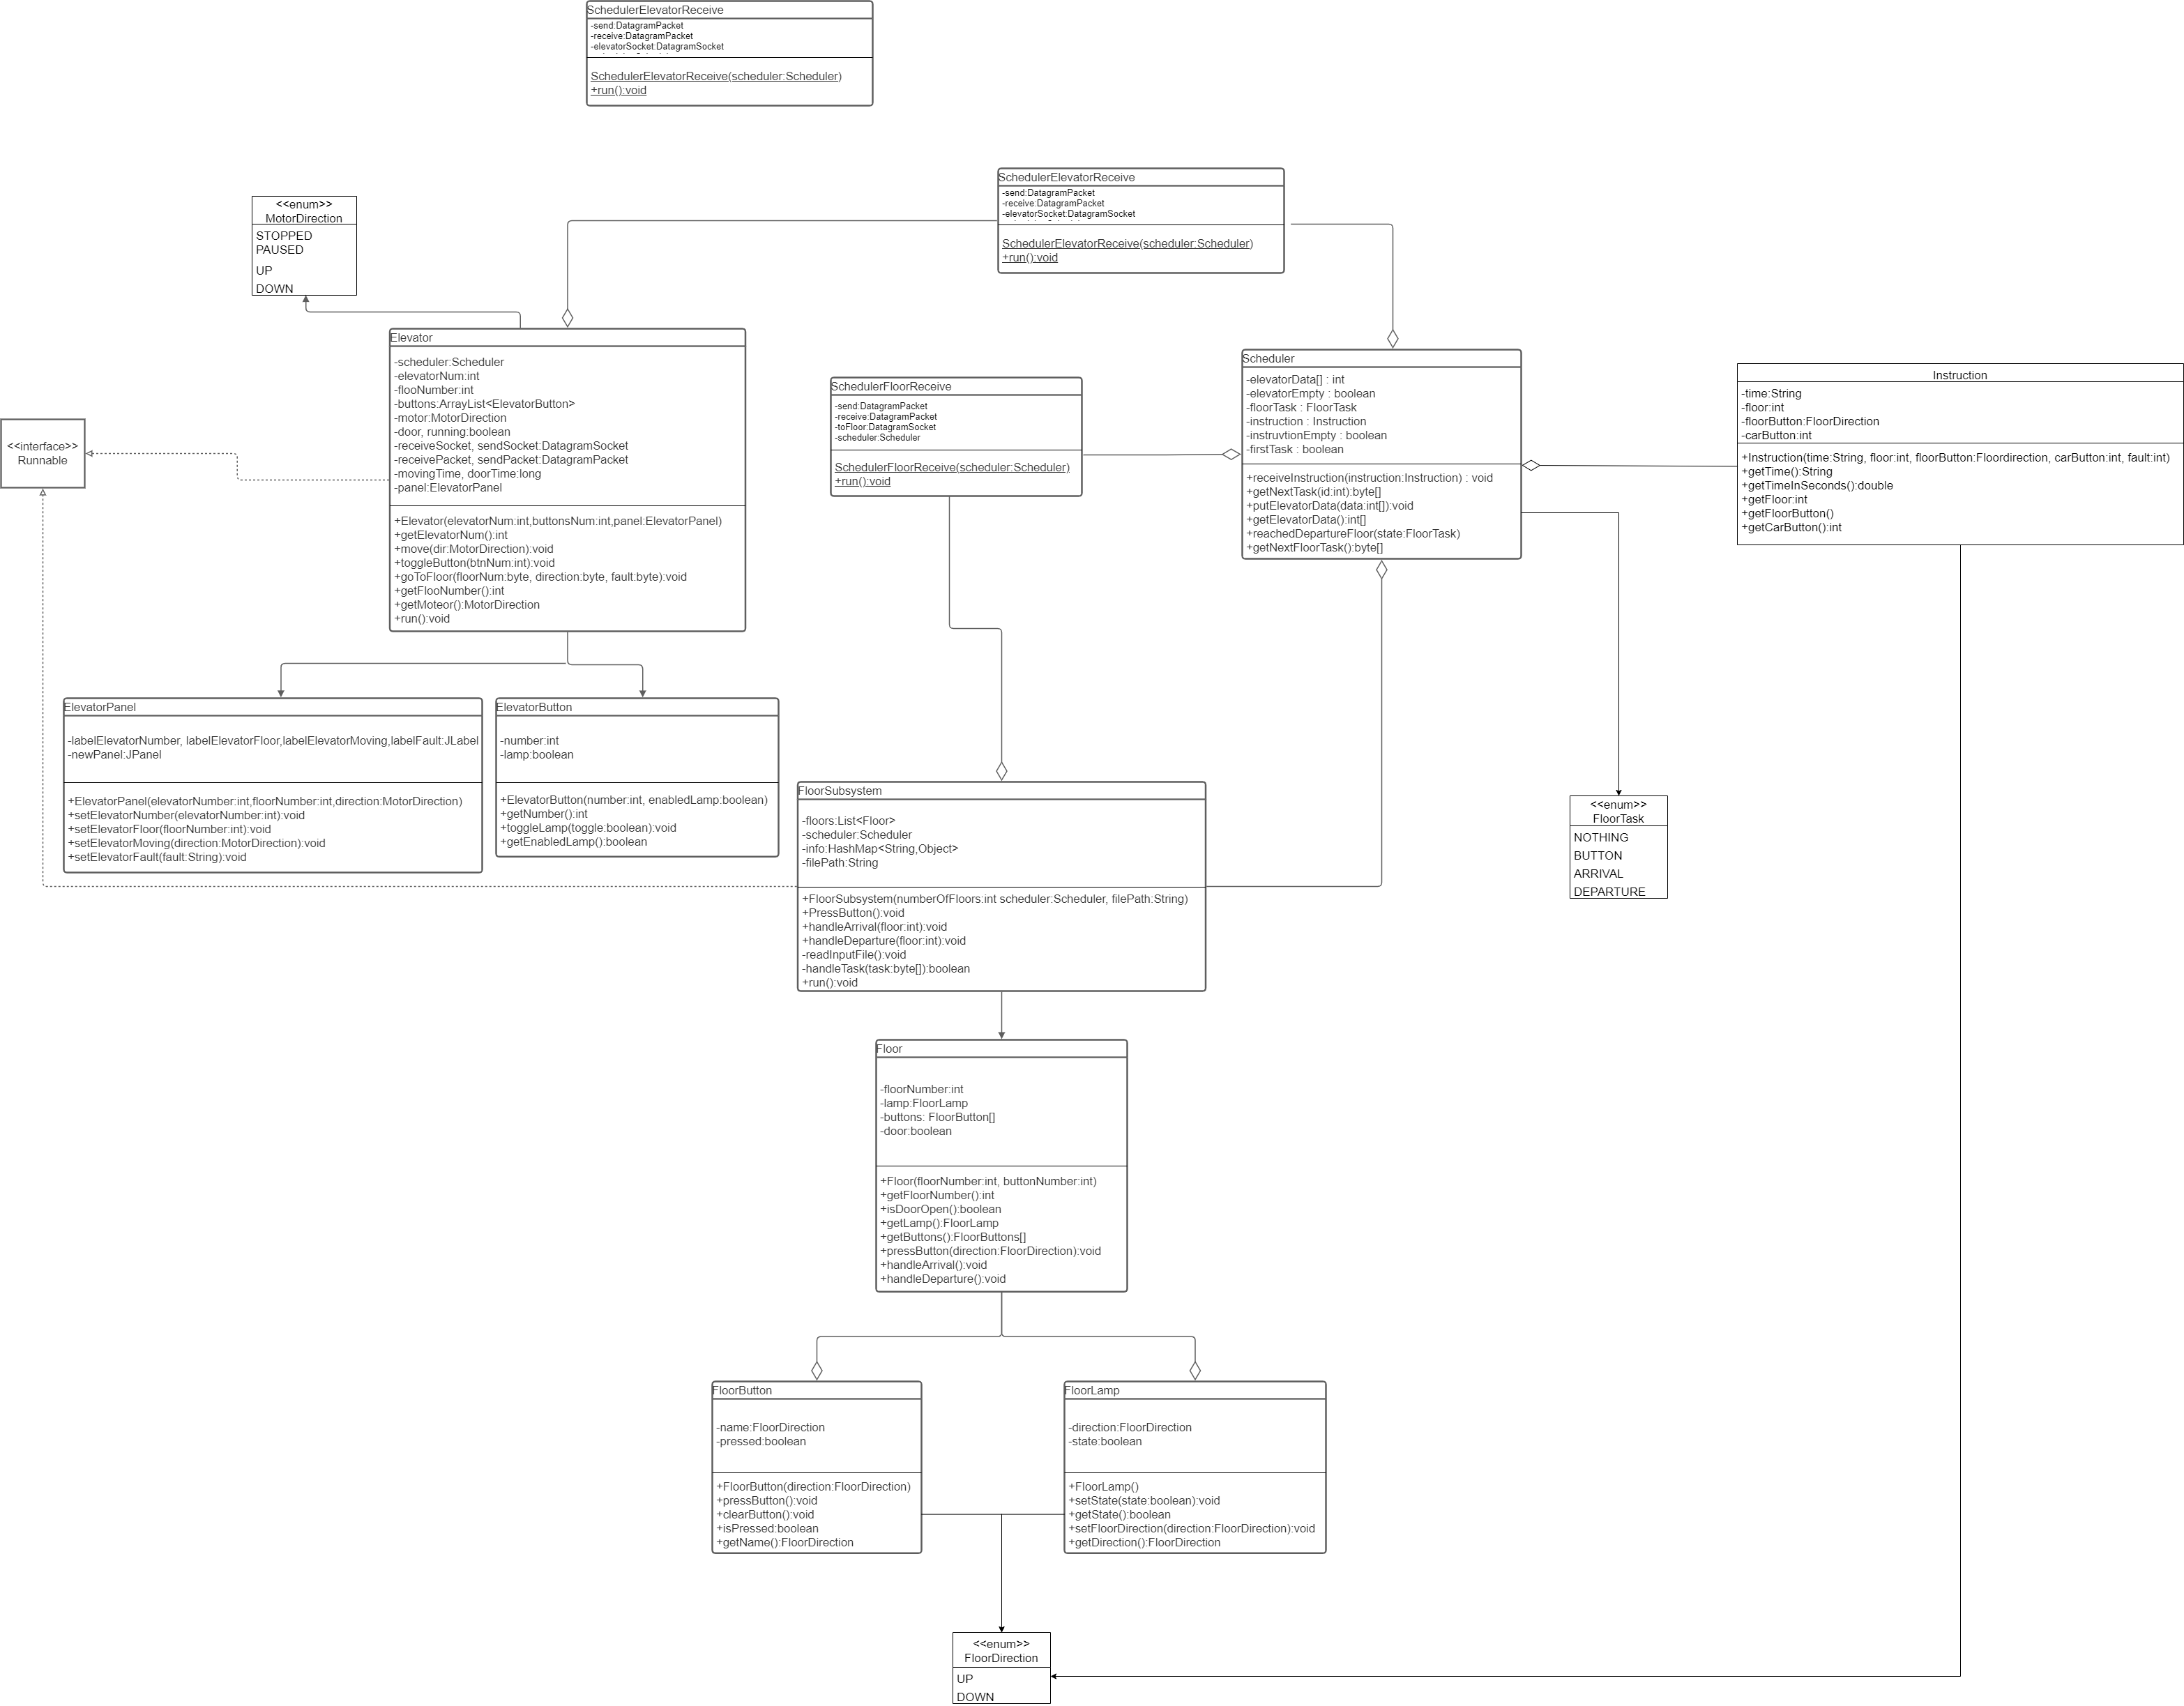 SchedulerElevatorReceive
-send:DatagramPacket
-receive:DatagramPacket
-elevatorSocket:DatagramSocket
SchedulerElevatorReceive(scheduler:Scheduler)
+run():void
SchedulerElevatorReceive
-send:DatagramPacket
-receive:DatagramPacket
-elevatorSocket:DatagramSocket
SchedulerElevatorReceive(scheduler:Scheduler)
+run():void
<<enum>>
MotorDirection
STOPPED
PAUSED
UP
DOWN
Elevator
-scheduler:Scheduler
-elevatorNum:int
-flooNumber:int
-buttons:ArrayList<ElevatorButton>
-motor:MotorDirection
-door, running:boolean
-receiveSocket, sendSocket:DatagramSocket
-receivePacket, sendPacket:DatagramPacket
-movingTime, doorTime:long
-panel:ElevatorPanel
+Elevator(elevatorNum:int,buttonsNum:int,panel:ElevatorPanel)
+getElevatorNum():int
+move(dir:MotorDirection):void
+toggleButton(btnNum:int):void
+goToFloor(floorNum:byte, direction:byte, fault:byte):void
+getFlooNumber():int
+getMoteor():MotorDirection
+run():void
SchedulerFloorReceive
-send:DatagramPacket
-receive:DatagramPacket
-toFloor:DatagramSocket
-scheduler:Scheduler
SchedulerFloorReceive(scheduler:Scheduler)
+run():void
Scheduler
-elevatorData[] : int
-elevatorEmpty : boolean
-floorTask : FloorTask
-instruction : Instruction
-instruvtionEmpty : boolean
-firstTask : boolean
+receiveInstruction(instruction:Instruction) : void
+getNextTask(id:int):byte[]
+putElevatorData(data:int[]):void
+getElevatorData():int[]
+reachedDepartureFloor(state:FloorTask)
+getNextFloorTask():byte[]
Instruction
-time:String
-floor:int
-floorButton:FloorDirection
-carButton:int
+Instruction(time:String, floor:int, floorButton:Floordirection, carButton:int, fault:int)
+getTime():String
+getTimeInSeconds():double
+getFloor:int
+getFloorButton()
+getCarButton():int
<<interface>>
Runnable
ElevatorPanel
-labelElevatorNumber, labelElevatorFloor,labelElevatorMoving,labelFault:JLabel
-newPanel:JPanel
+ElevatorPanel(elevatorNumber:int,floorNumber:int,direction:MotorDirection)
+setElevatorNumber(elevatorNumber:int):void
+setElevatorFloor(floorNumber:int):void
+setElevatorMoving(direction:MotorDirection):void
+setElevatorFault(fault:String):void
ElevatorButton
-number:int
-lamp:boolean
+ElevatorButton(number:int, enabledLamp:boolean)
+getNumber():int
+toggleLamp(toggle:boolean):void
+getEnabledLamp():boolean
FloorSubsystem
-floors:List<Floor>
-scheduler:Scheduler
-info:HashMap<String,Object>
-filePath:String
+FloorSubsystem(numberOfFloors:int scheduler:Scheduler, filePath:String)
+PressButton():void
+handleArrival(floor:int):void
+handleDeparture(floor:int):void
-readInputFile():void
-handleTask(task:byte[]):boolean
+run():void
<<enum>>
FloorTask
NOTHING
BUTTON
ARRIVAL
DEPARTURE
Floor
-floorNumber:int
-lamp:FloorLamp
-buttons: FloorButton[]
-door:boolean
+Floor(floorNumber:int, buttonNumber:int)
+getFloorNumber():int
+isDoorOpen():boolean
+getLamp():FloorLamp
+getButtons():FloorButtons[]
+pressButton(direction:FloorDirection):void
+handleArrival():void
+handleDeparture():void
FloorButton
-name:FloorDirection
-pressed:boolean
+FloorButton(direction:FloorDirection)
+pressButton():void
+clearButton():void
+isPressed:boolean
+getName():FloorDirection
FloorLamp
-direction:FloorDirection
-state:boolean
+FloorLamp()
+setState(state:boolean):void
+getState():boolean
+setFloorDirection(direction:FloorDirection):void
+getDirection():FloorDirection
<<enum>>
FloorDirection
UP
DOWN